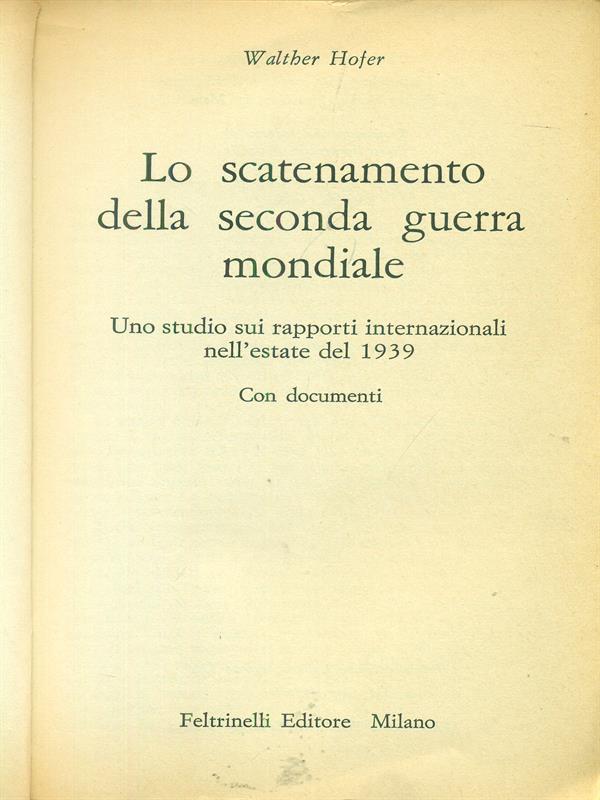 Walther Hofer
Lo scatenamento
della seconda guerra
mondiale
Uno studio sui rapporti internazionali
nell'estate del 1939
Con documenti
Feltrinelli Editore Milano